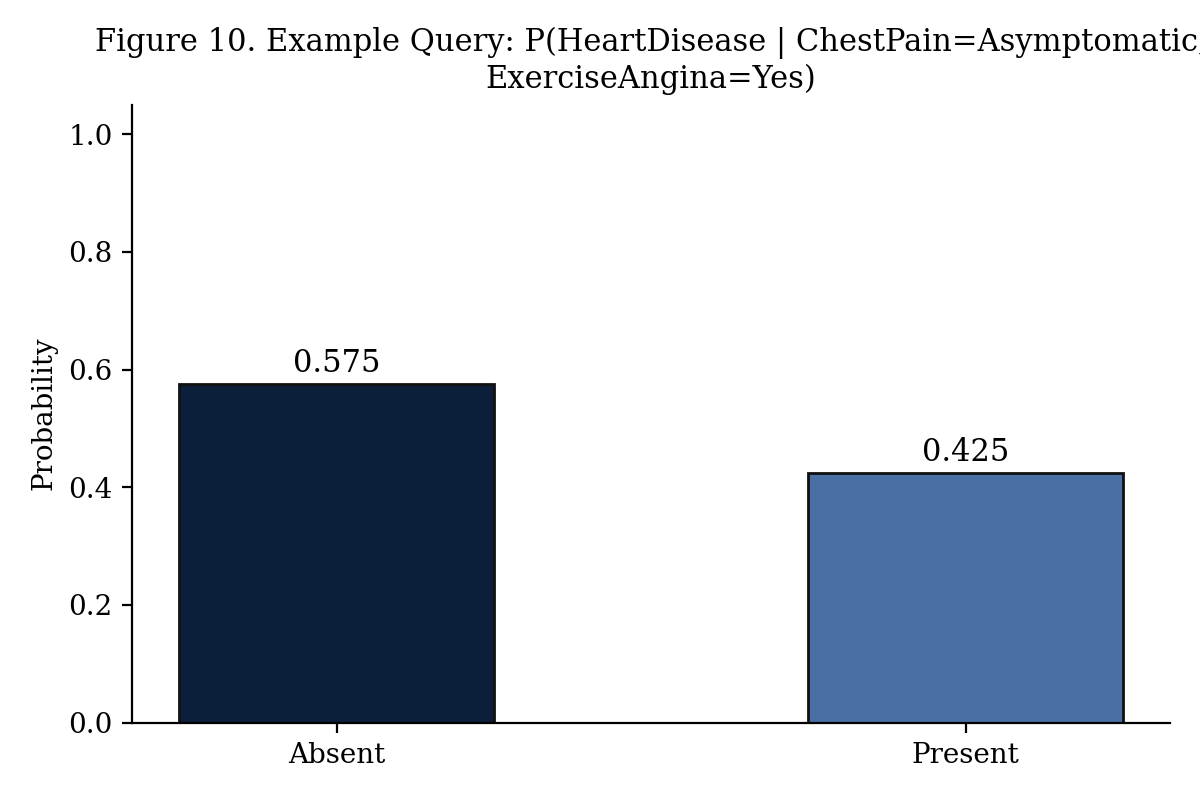 Figure 10. Example Query: P(HeartDisease | ChestPain=Asymptomatic,
ExerciseAngina=Yes)
1.0
0.8
0.6
0.4
0.2
0.0
Probability
0.575
0.425
Absent
Present